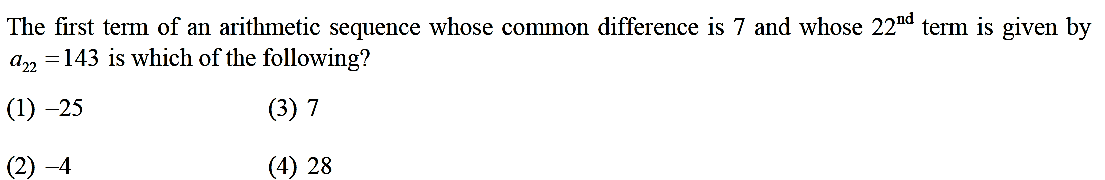 The first term of an arithmetic sequence whose common difference is 7 and whose 22nd term is given by
a22 = 143 is which of the following?
(1) –25 (3) 7
(2) –4 (4) 28